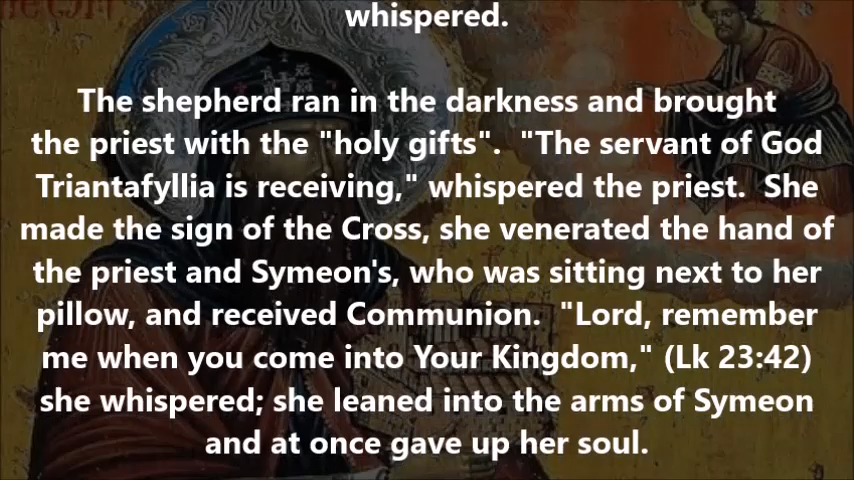 whispered.
The shepherd ran in the darkness and brought
the priest with the "holy gifts".  "The servant of God
Triantafyllia is receiving," whispered the priest.  She
made the sign of the Cross, she venerated the hand of
the priest and Symeon's, who was sitting next to her
pillow, and received Communion.  "Lord, remember
me when you come into Your Kingdom," (Lk 23:42)
she whispered; she leaned into the arms of Symeon
and at once gave up her soul.